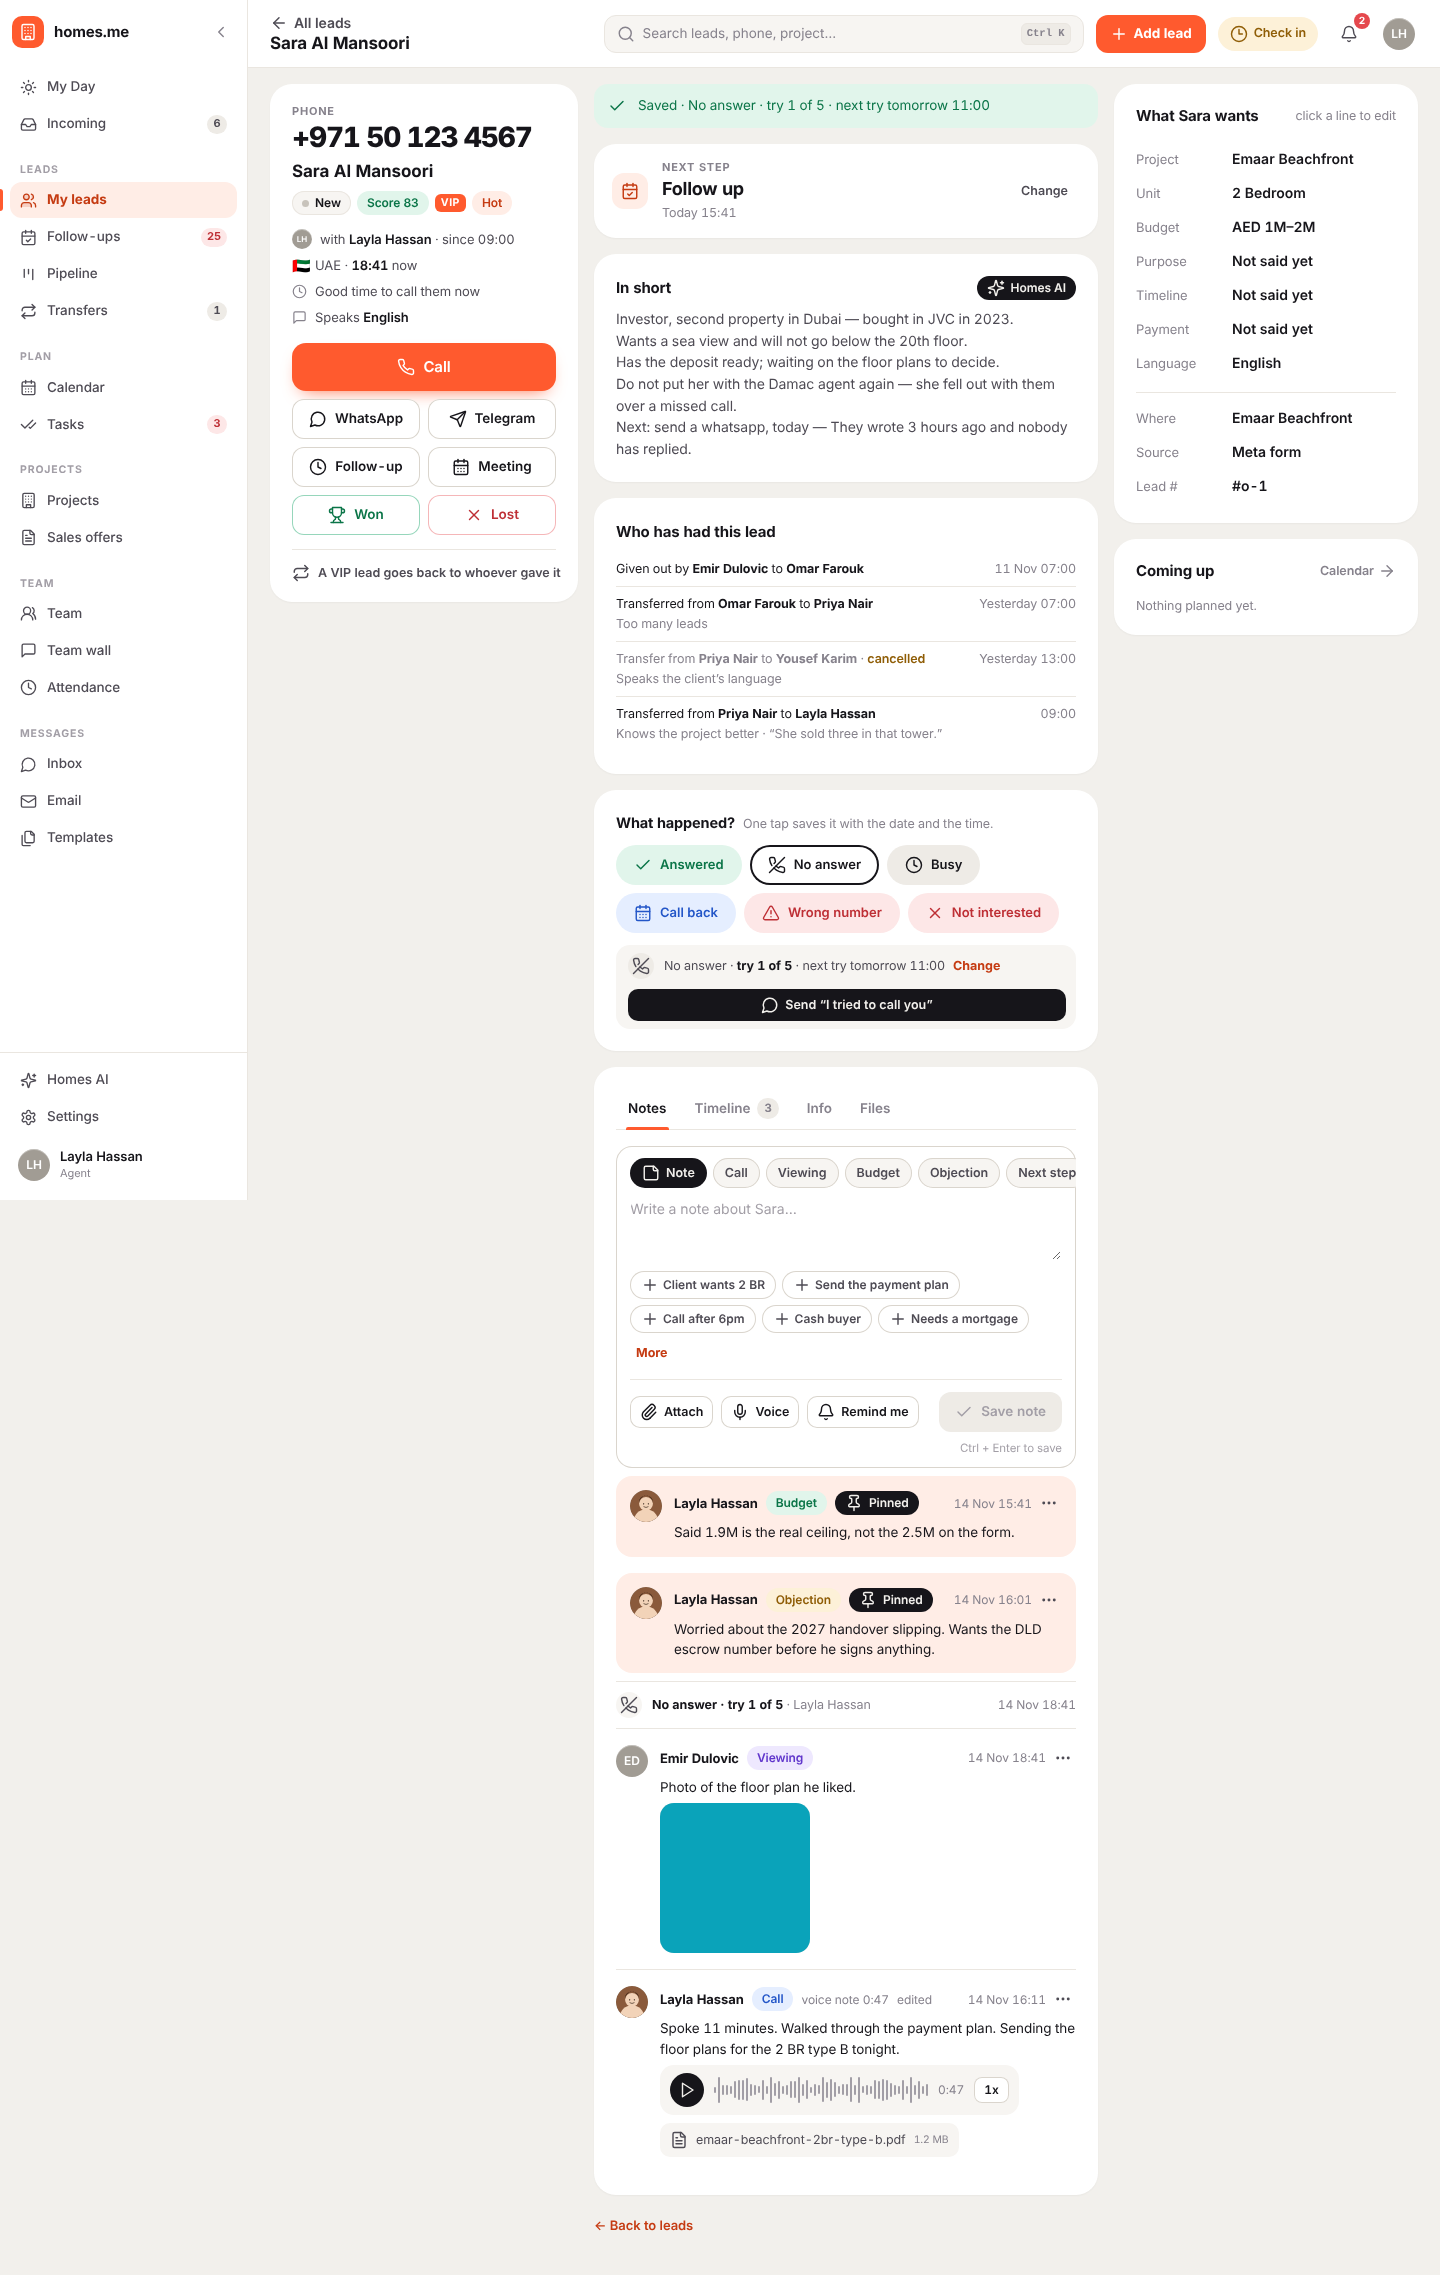 homes.me
My Day
Incoming 6
LEADS
My leads
Follow-ups 25
Pipeline
Transfers 1
PLAN
Calendar
Tasks 3
PROJECTS
Projects
Sales offers
TEAM
Team
Team wall
Attendance
MESSAGES
Inbox
Email
Templates
Homes AI
Settings
LH
Layla Hassan
Agent
All leads
Sara Al Mansoori
Search leads, phone, project...
Ctrl K
Add lead
Check in
2
LH
PHONE
+971 50 123 4567
Sara Al Mansoori
New Score 83 VIP Hot
LH with Layla Hassan · since 09:00
UAE · 18:41 now
Good time to call them now
Speaks English
Call
WhatsApp Telegram
Follow-up Meeting
Won Lost
A VIP lead goes back to whoever gave it
Saved · No answer · try 1 of 5 · next try tomorrow 11:00
NEXT STEP
Follow up
Today 15:41
Change
In short
Homes AI
Investor, second property in Dubai — bought in JVC in 2023.
Wants a sea view and will not go below the 20th floor.
Has the deposit ready; waiting on the floor plans to decide.
Do not put her with the Damac agent again — she fell out with them
over a missed call.
Next: send a whatsapp, today — They wrote 3 hours ago and nobody
has replied.
Who has had this lead
Given out by Emir Dulovic to Omar Farouk 11 Nov 07:00
Transferred from Omar Farouk to Priya Nair Yesterday 07:00
Too many leads
Transfer from Priya Nair to Yousef Karim · cancelled Yesterday 13:00
Speaks the client’s language
Transferred from Priya Nair to Layla Hassan 09:00
Knows the project better · “She sold three in that tower.”
What happened? One tap saves it with the date and the time.
Answered No answer Busy
Call back Wrong number Not interested
No answer · try 1 of 5 · next try tomorrow 11:00 Change
Send “I tried to call you”
Notes Timeline 3 Info Files
Note Call Viewing Budget Objection Next step
Write a note about Sara...
Client wants 2 BR Send the payment plan
Call after 6pm Cash buyer Needs a mortgage
More
Attach Voice Remind me Save note
Ctrl + Enter to save
Layla Hassan Budget Pinned 14 Nov 15:41
Said 1.9M is the real ceiling, not the 2.5M on the form.
Layla Hassan Objection Pinned 14 Nov 16:01
Worried about the 2027 handover slipping. Wants the DLD
escrow number before he signs anything.
No answer · try 1 of 5 · Layla Hassan 14 Nov 18:41
ED Emir Dulovic Viewing 14 Nov 18:41
Photo of the floor plan he liked.
Layla Hassan Call voice note 0:47 edited 14 Nov 16:11
Spoke 11 minutes. Walked through the payment plan. Sending the
floor plans for the 2 BR type B tonight.
0:47 1x
emaar-beachfront-2br-type-b.pdf 1.2 MB
← Back to leads
What Sara wants click a line to edit
Project Emaar Beachfront
Unit 2 Bedroom
Budget AED 1M–2M
Purpose Not said yet
Timeline Not said yet
Payment Not said yet
Language English
Where Emaar Beachfront
Source Meta form
Lead # #o-1
Coming up Calendar
Nothing planned yet.